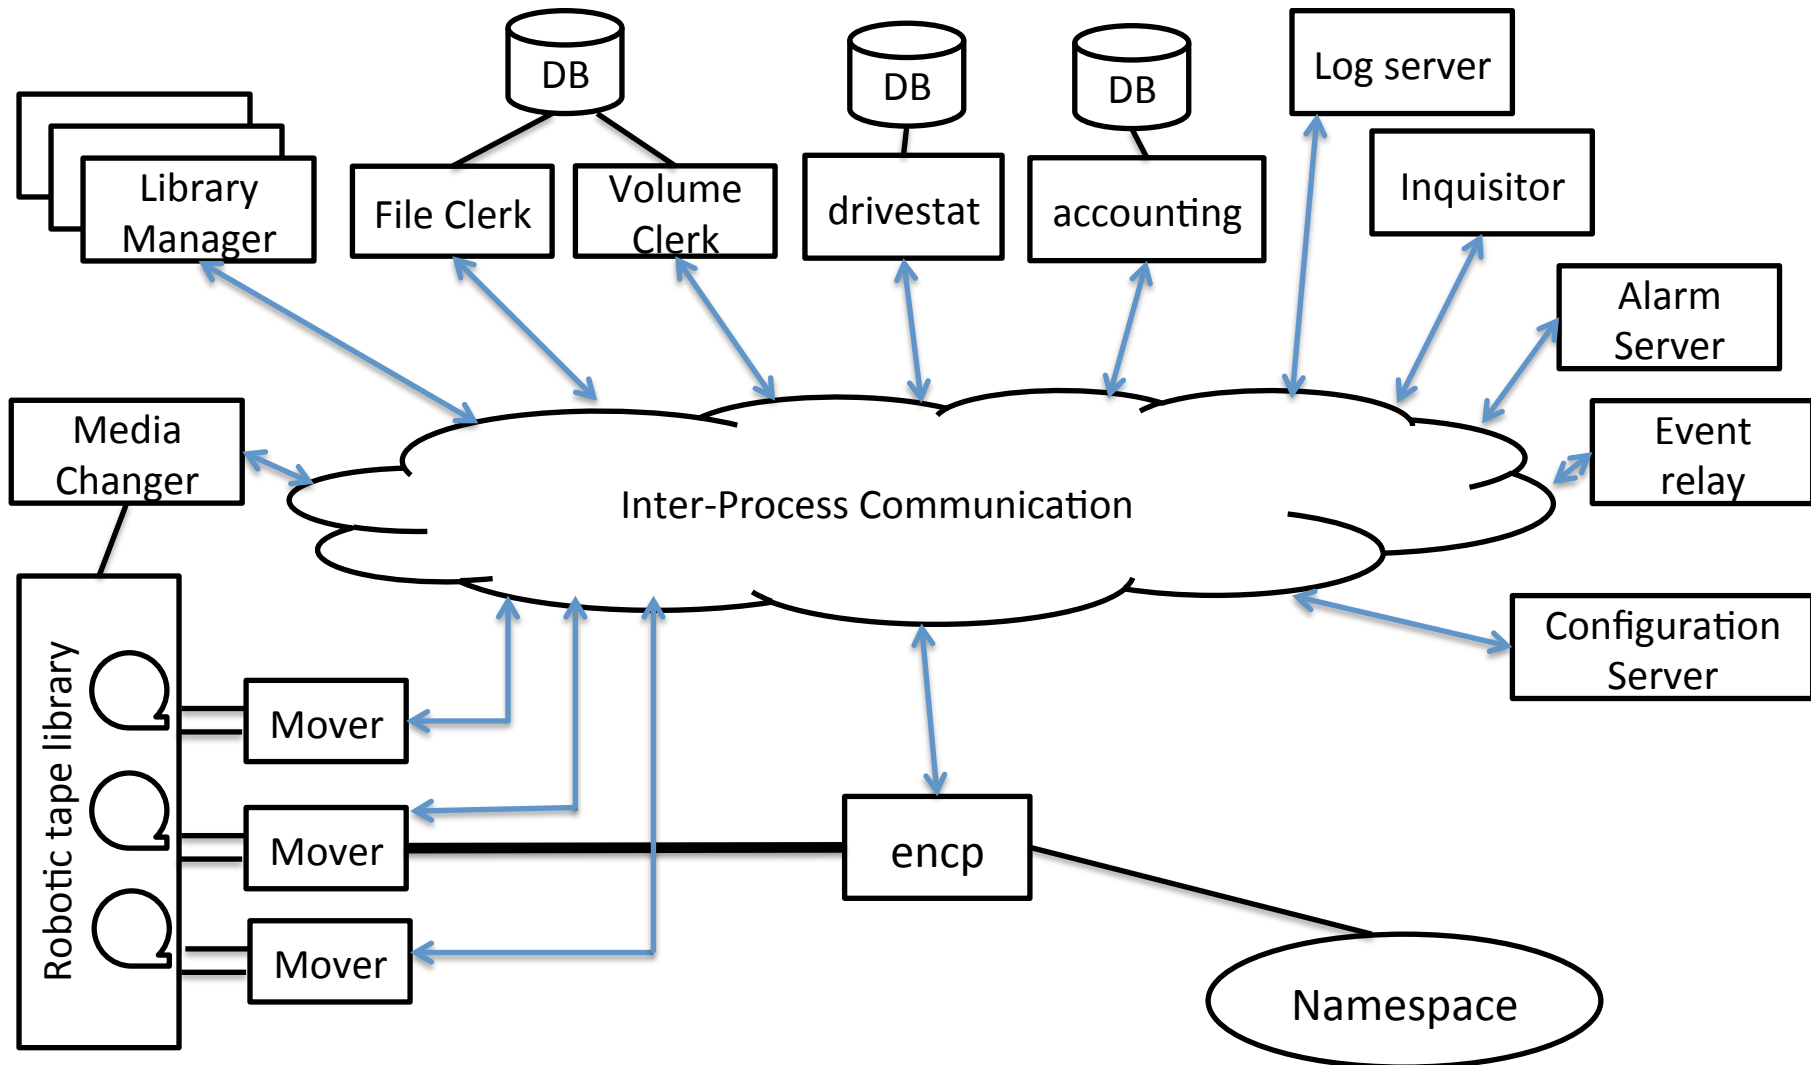 DB
DB
DB
Log server
Library
Manager
File Clerk
Volume
Clerk
drivestat
accounting
Inquisitor
Alarm
Server
Media
Changer
Event
relay
Inter-Process Communication
Configuration
Server
Robotic tape library
Mover
Mover
encp
Mover
Namespace